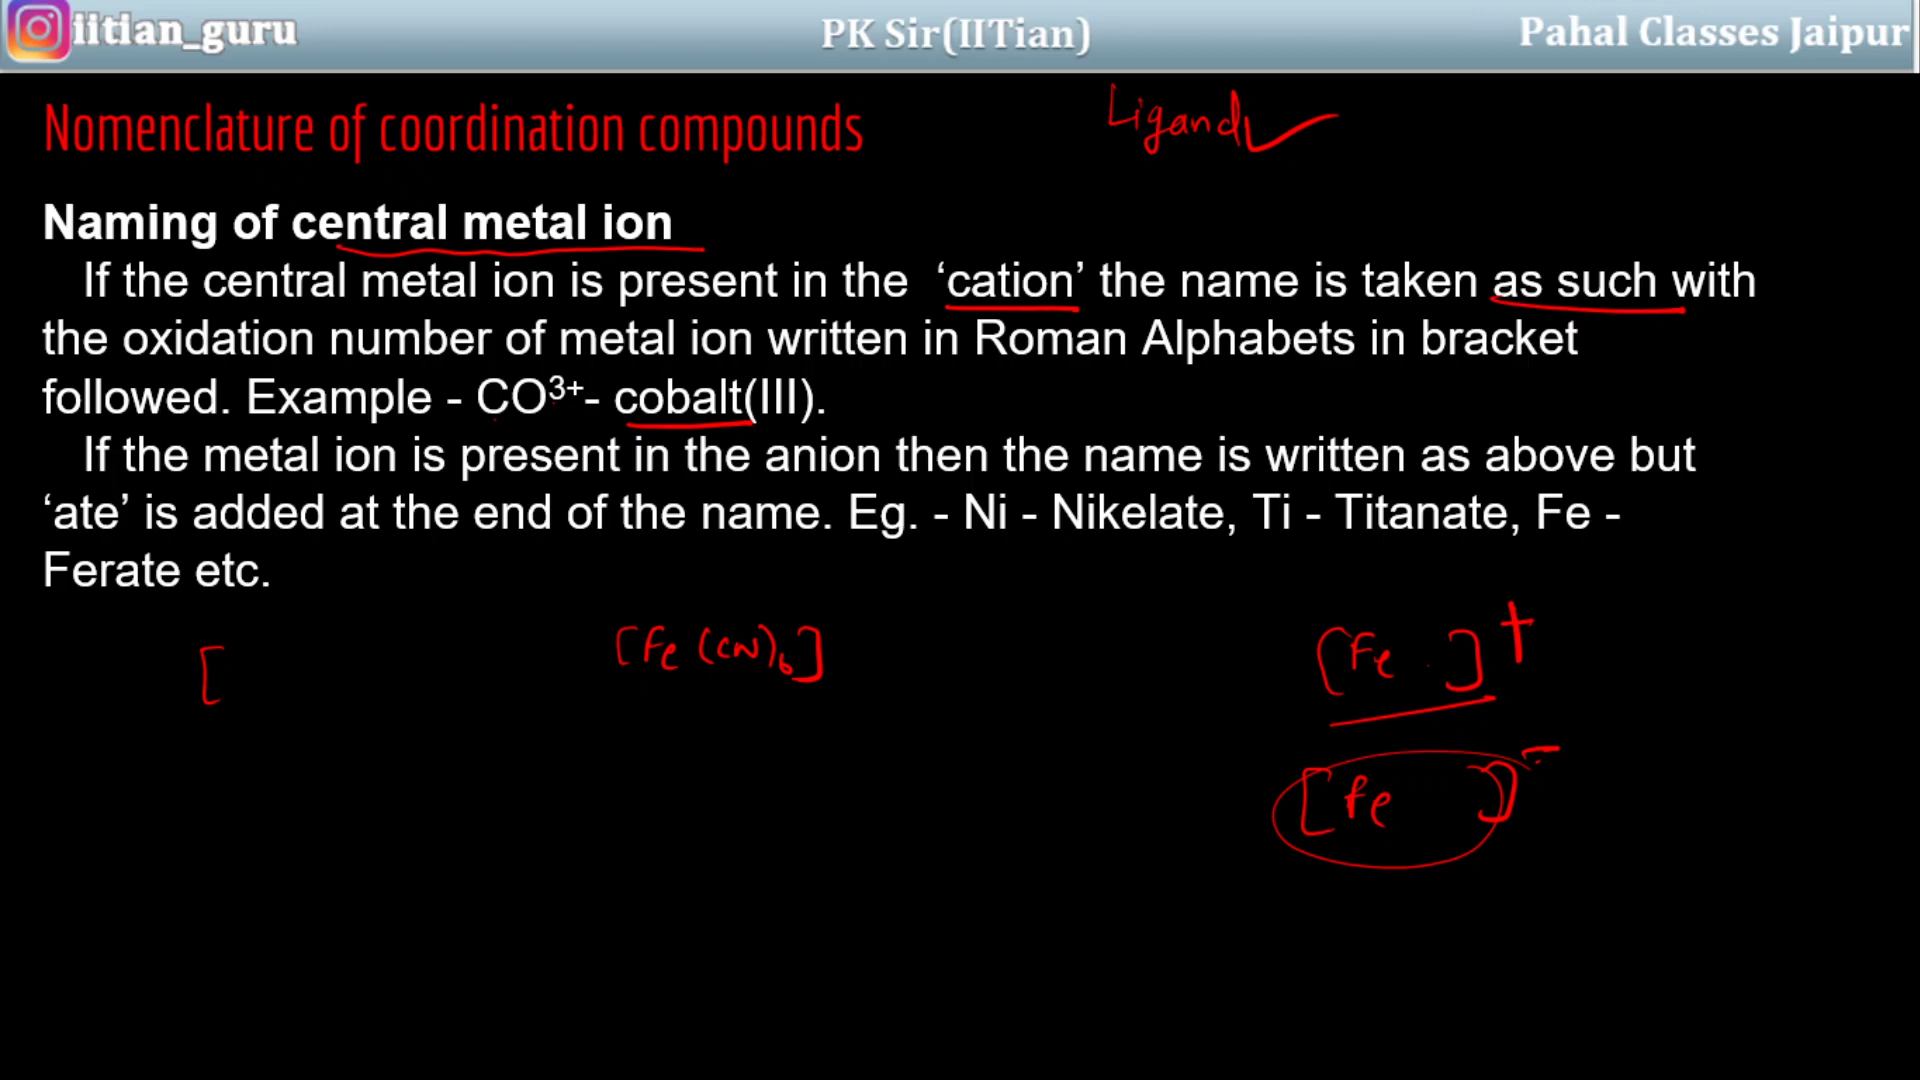 iitian_guru PK Sir(IITian) Pahal Classes Jaipur
Nomenclature of coordination compounds Ligand
Naming of central metal ion
If the central metal ion is present in the ‘cation’ the name is taken as such with
the oxidation number of metal ion written in Roman Alphabets in bracket
followed. Example - CO³⁺- cobalt(III).
If the metal ion is present in the anion then the name is written as above but
‘ate’ is added at the end of the name. Eg. - Ni - Nikelate, Ti - Titanate, Fe -
Ferate etc.
[ [Fe (CN)₆] [Fe ]⁺
[Fe ]⁻